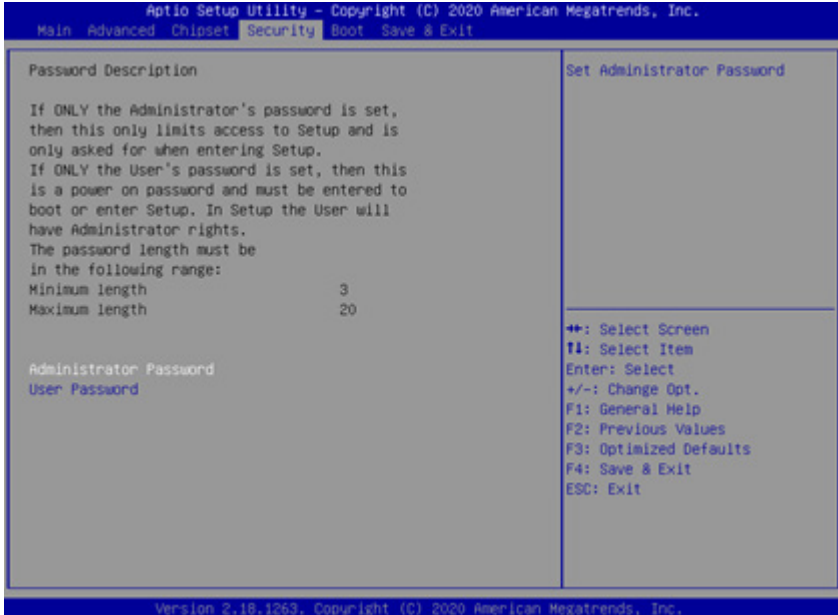 Aptio Setup Utility – Copyright (C) 2020 American Megatrends, Inc.
Main Advanced Chipset Security Boot Save & Exit
Password Description
If ONLY the Administrator's password is set,
then this only limits access to Setup and is
only asked for when entering Setup.
If ONLY the User's password is set, then this
is a power on password and must be entered to
boot or enter Setup. In Setup the User will
have Administrator rights.
The password length must be
in the following range:
Minimum length 3
Maximum length 20
Administrator Password
User Password
Set Administrator Password
→←: Select Screen
↑↓: Select Item
Enter: Select
+/-: Change Opt.
F1: General Help
F2: Previous Values
F3: Optimized Defaults
F4: Save & Exit
ESC: Exit
Version 2.18.1263. Copyright (C) 2020 American Megatrends, Inc.